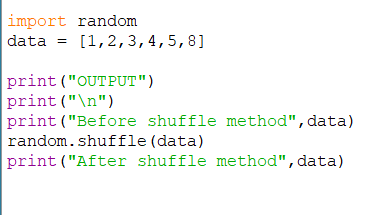 import random
data = [1,2,3,4,5,8]
print("OUTPUT")
print("\n")
print("Before shuffle method",data)
random.shuffle(data)
print("After shuffle method",data)